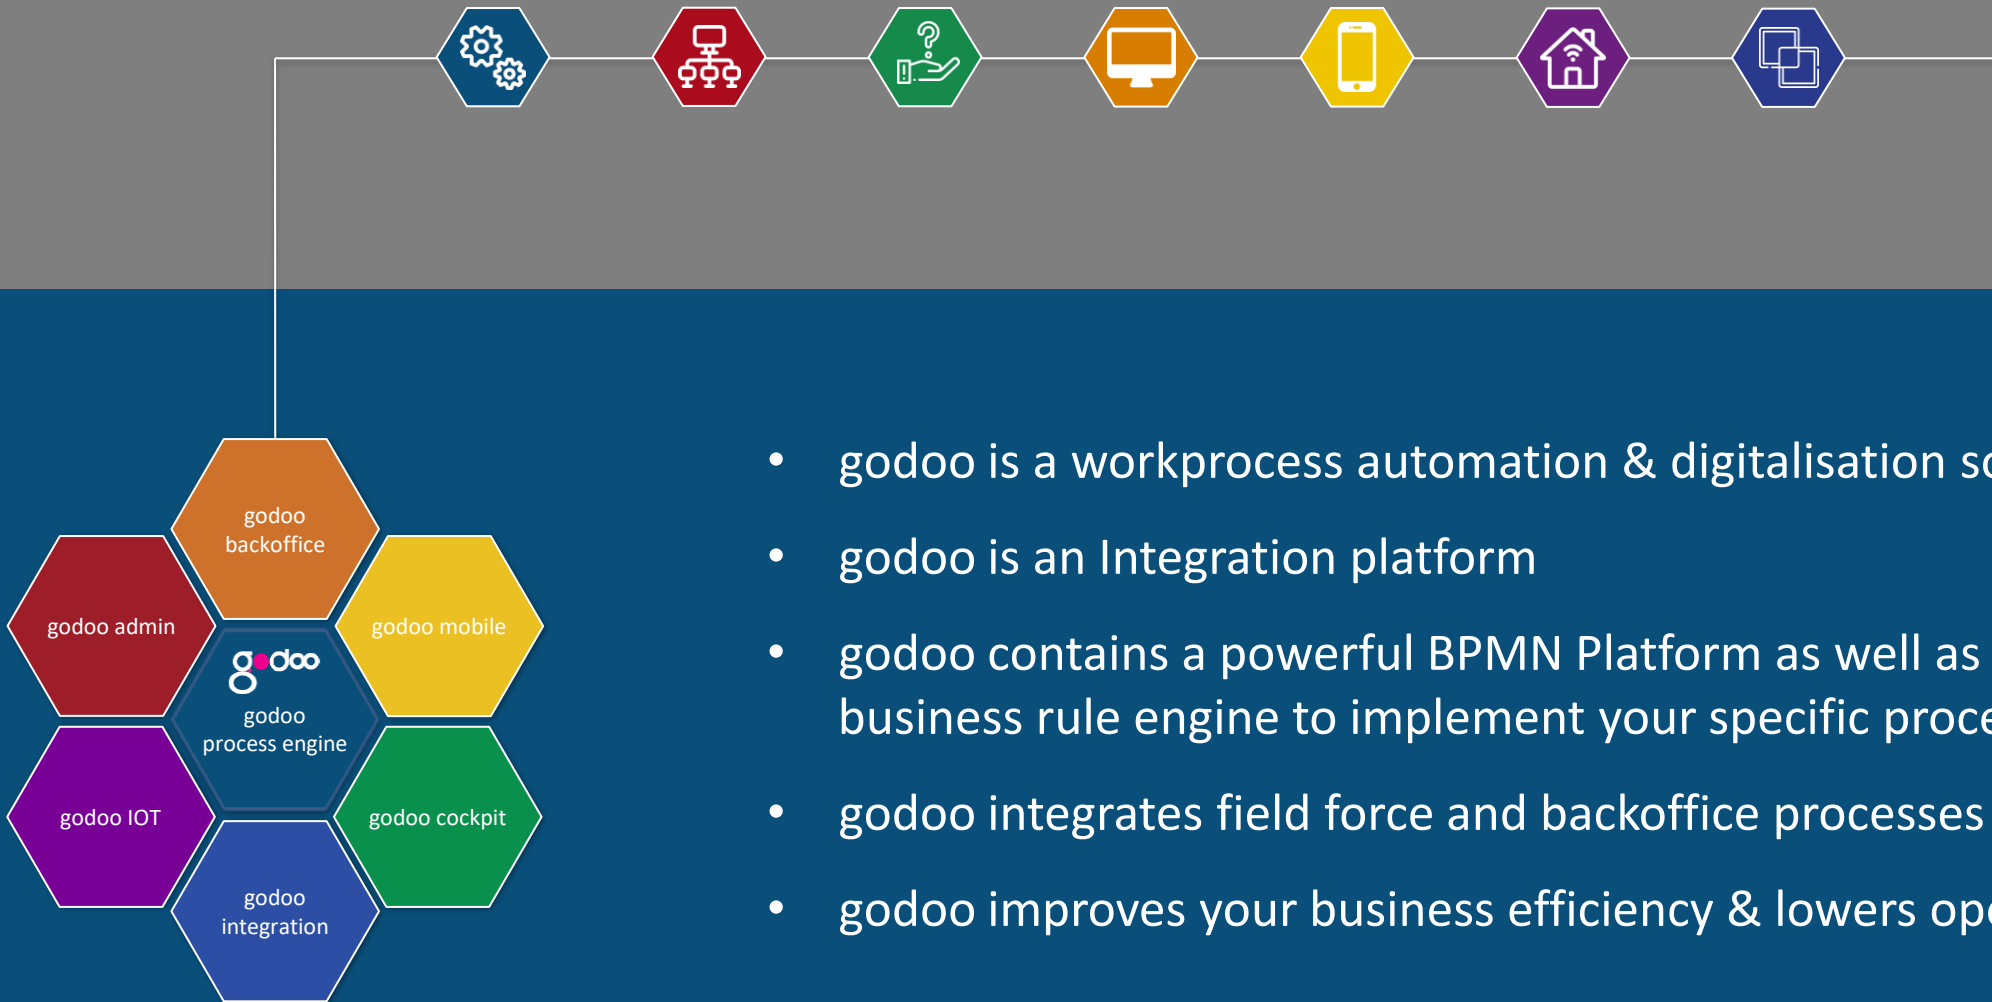 godoo
backoffice
godoo admin
godoo mobile
godoo
godoo
process engine
godoo IOT
godoo cockpit
godoo
integration
• godoo is a workprocess automation & digitalisation
• godoo is an Integration platform
• godoo contains a powerful BPMN Platform as well as
business rule engine to implement your specific
• godoo integrates field force and backoffice processes
• godoo improves your business efficiency & lowers